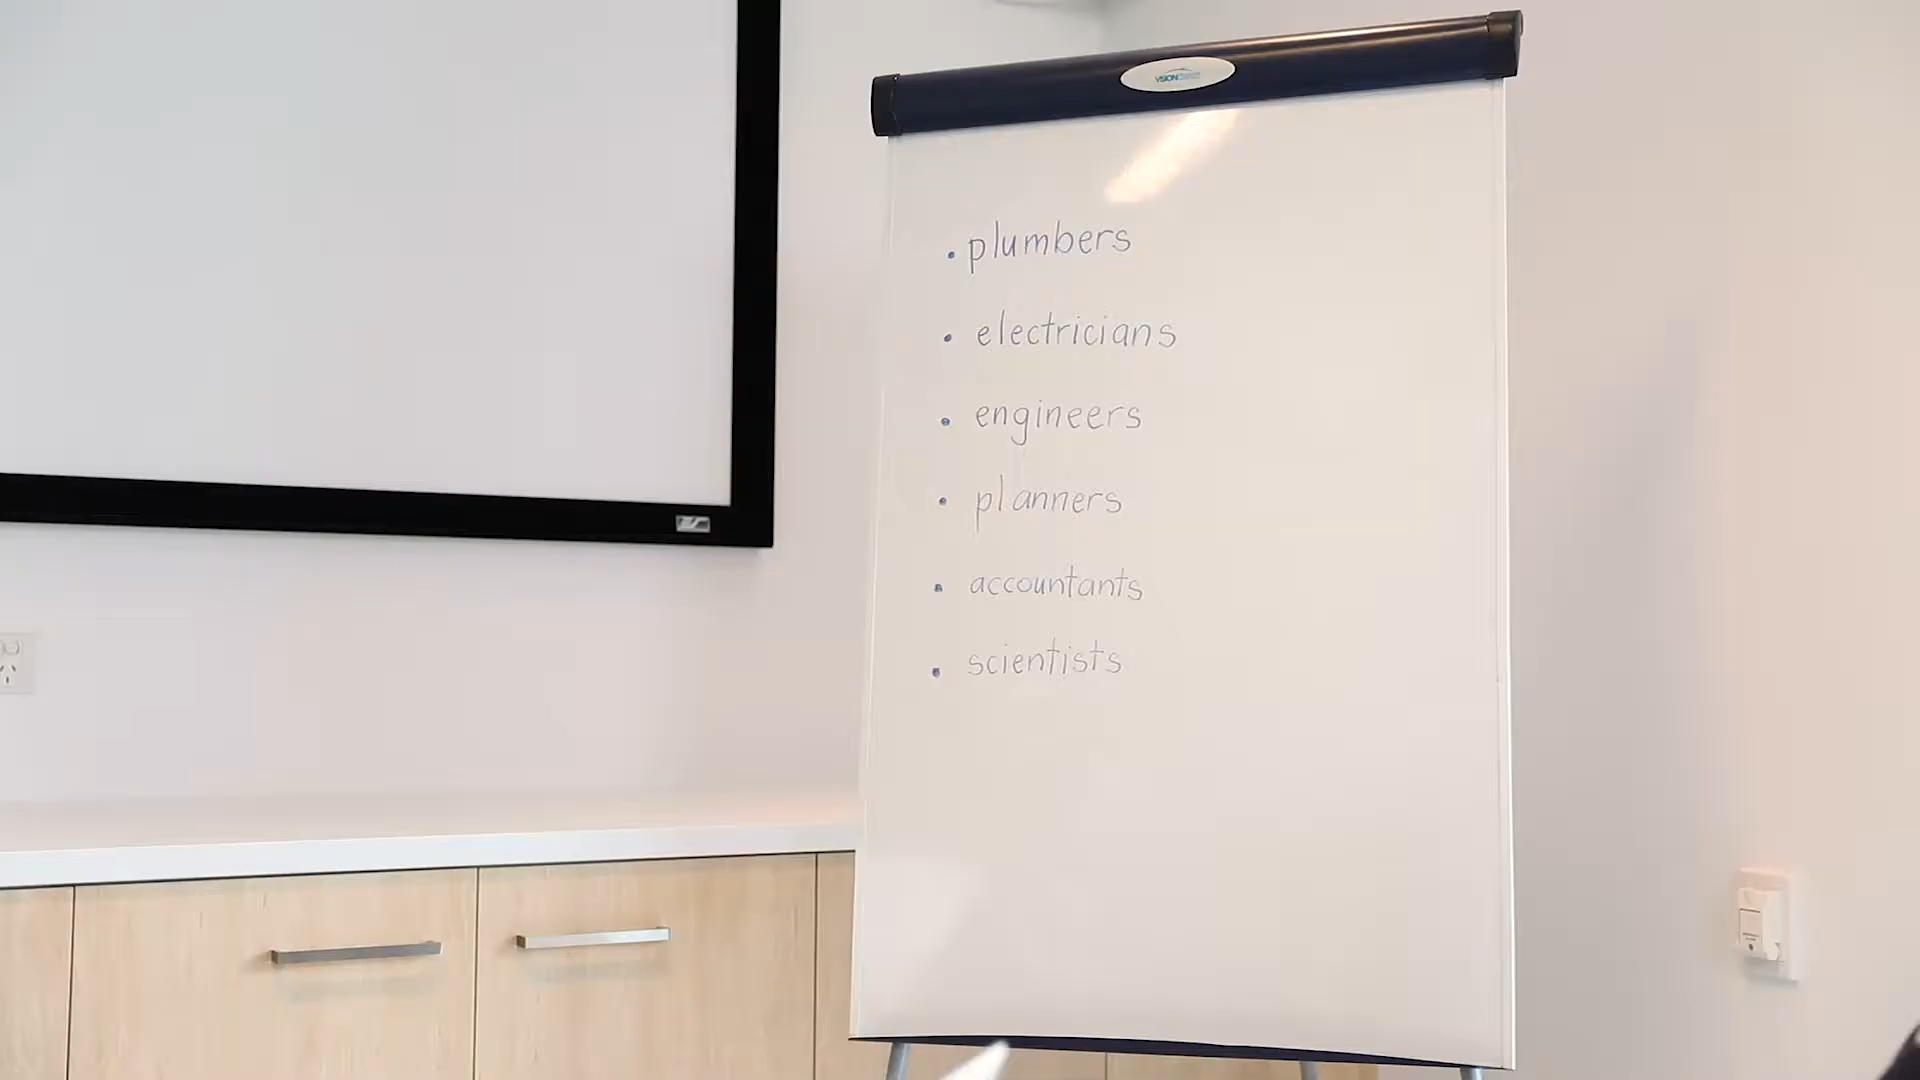 • plumbers
• electricians
• engineers
• planners
• accountants
• scientists